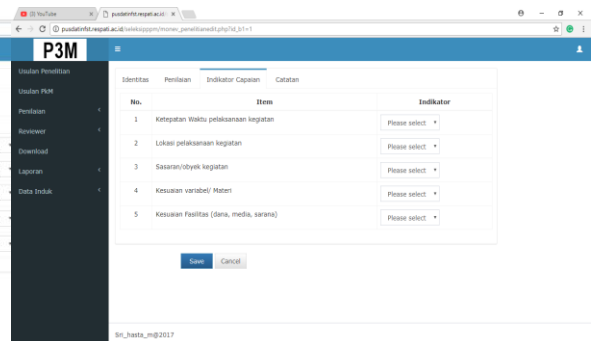 (1) YouTube
pusdatinfst.respati.ac.id
pusdatinfst.respati.ac.id/seleksipppm/monev_penelitianedit.php?id_b1=1
P3M
Usulan Penelitian
Usulan PkM
Penilaian
Reviewer
Download
Laporan
Data Induk
Identitas Penilaian Indikator Capaian Catatan
No. Item Indikator
1 Ketepatan Waktu pelaksanaan kegiatan Please select
2 Lokasi pelaksanaan kegiatan Please select
3 Sasaran/obyek kegiatan Please select
4 Kesuaian variabel/ Materi Please select
5 Kesuaian Fasilitas (dana, media, sarana) Please select
Save Cancel
Sri_hasta_m@2017